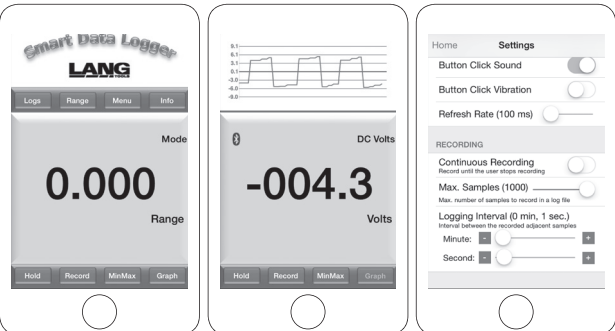 Smart Data Logger
LANG
TOOLS
Logs Range Menu Info
Mode
0.000
Range
Hold Record MinMax Graph
9.1
6.1
3.1
0.1
-3.0
-6.0
-9.0
DC Volts
-004.3
Volts
Hold Record MinMax Graph
Home Settings
Button Click Sound
Button Click Vibration
Refresh Rate (100 ms)
RECORDING
Continuous Recording
Record until the user stops recording
Max. Samples (1000)
Max. number of samples to record in a log file
Logging Interval (0 min, 1 sec.)
Interval between the recorded adjacent samples
Minute: - +
Second: - +